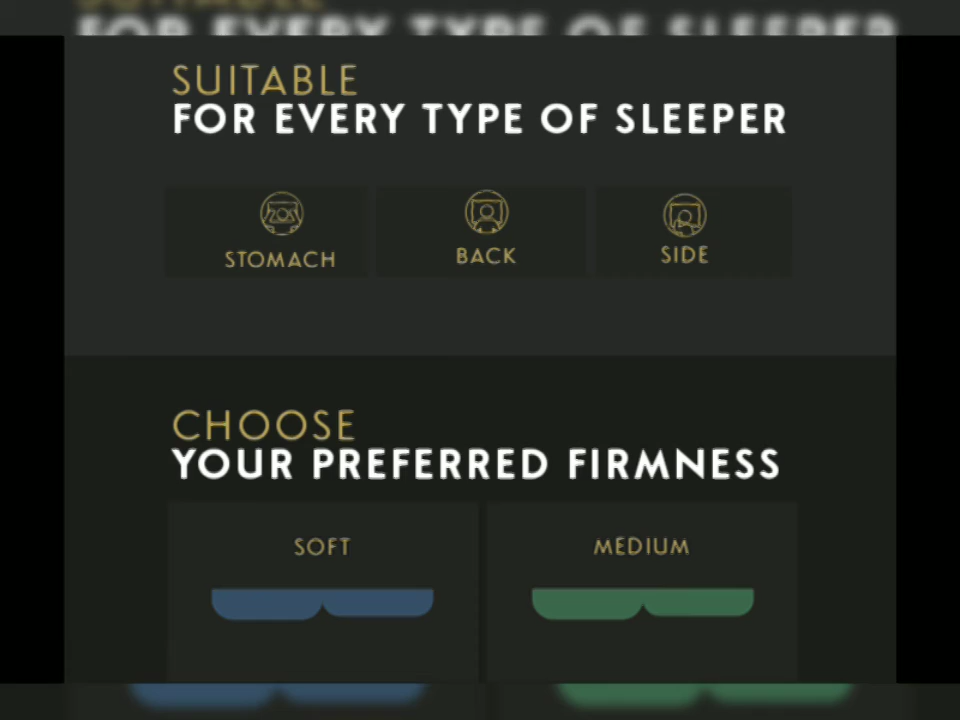 SUITABLE
FOR EVERY TYPE OF SLEEPER
STOMACH
BACK
SIDE
CHOOSE
YOUR PREFERRED FIRMNESS
SOFT
MEDIUM